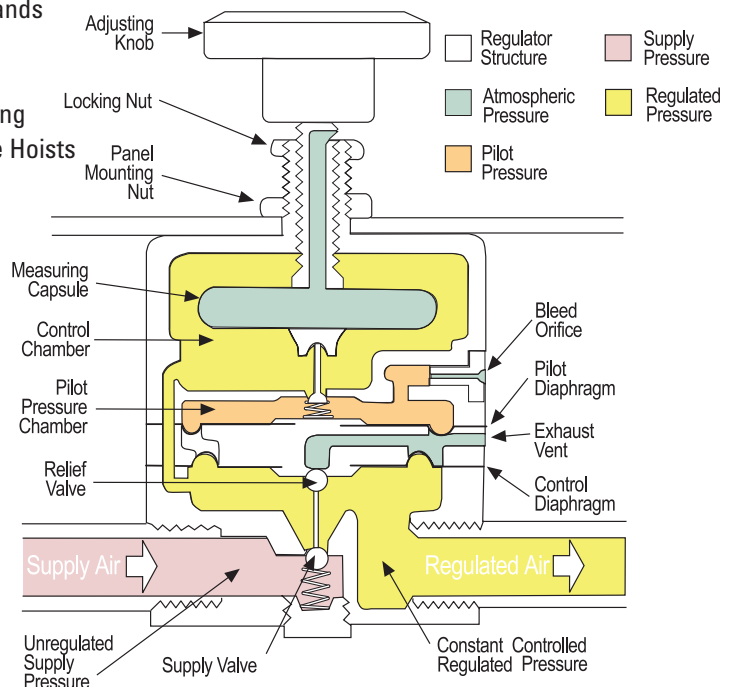 ands
ing
e Hoists
Adjusting
Knob
Locking Nut
Panel
Mounting
Nut
Regulator
Structure
Supply
Pressure
Atmospheric
Pressure
Regulated
Pressure
Pilot
Pressure
Measuring
Capsule
Control
Chamber
Pilot
Pressure
Chamber
Relief
Valve
Bleed
Orifice
Pilot
Diaphragm
Exhaust
Vent
Control
Diaphragm
Supply Air
Regulated Air
Unregulated
Supply
Pressure
Supply Valve
Constant Controlled
Regulated Pressure